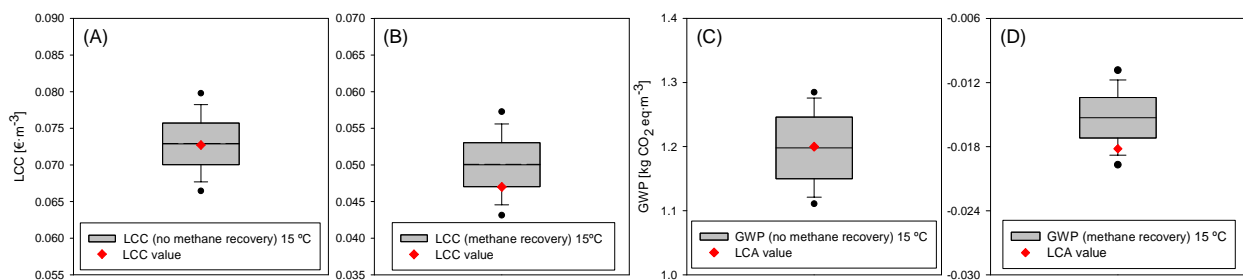 (A)
LCC [€·m-3]
0.090
0.085
0.080
0.075
0.070
0.065
0.060
0.055
LCC (no methane recovery) 15 ºC
LCC value
(B)
0.070
0.065
0.060
0.055
0.050
0.045
0.040
0.035
LCC (methane recovery) 15 ºC
LCC value
(C)
GWP [kg CO2 eq·m-3]
1.4
1.3
1.2
1.1
1.0
GWP (no methane recovery) 15 ºC
LCA value
(D)
-0.006
-0.012
-0.018
-0.024
-0.030
GWP (methane recovery) 15 ºC
LCA value